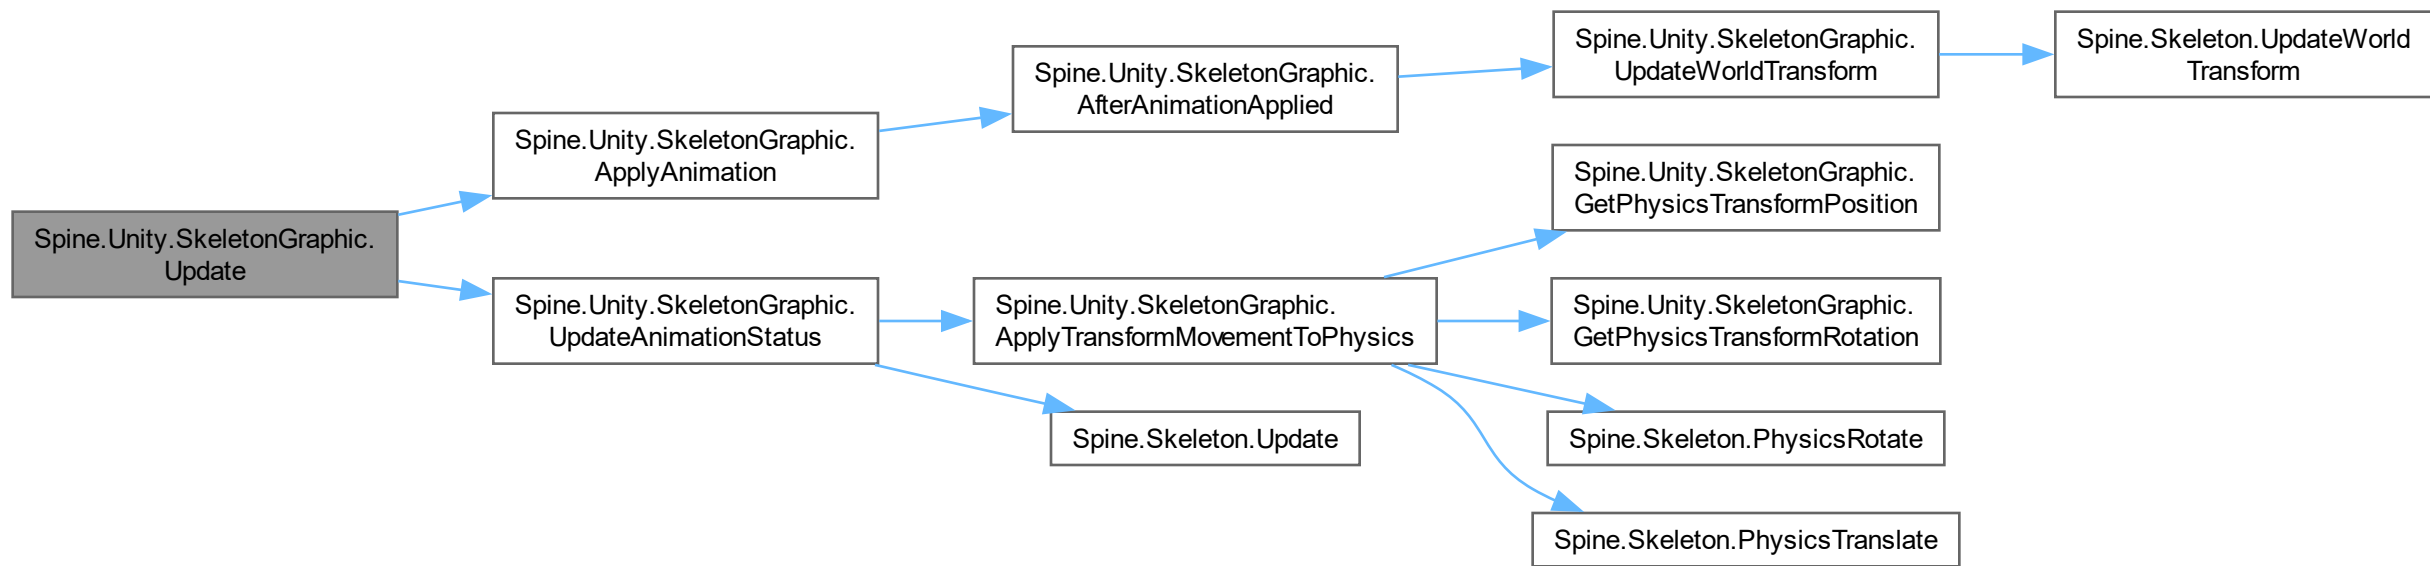 Spine.Unity.SkeletonGraphic.
Update
Spine.Unity.SkeletonGraphic.
ApplyAnimation
Spine.Unity.SkeletonGraphic.
AfterAnimationApplied
Spine.Unity.SkeletonGraphic.
UpdateWorldTransform
Spine.Skeleton.UpdateWorld
Transform
Spine.Unity.SkeletonGraphic.
UpdateAnimationStatus
Spine.Unity.SkeletonGraphic.
ApplyTransformMovementToPhysics
Spine.Unity.SkeletonGraphic.
GetPhysicsTransformPosition
Spine.Unity.SkeletonGraphic.
GetPhysicsTransformRotation
Spine.Skeleton.PhysicsRotate
Spine.Skeleton.PhysicsTranslate
Spine.Skeleton.Update